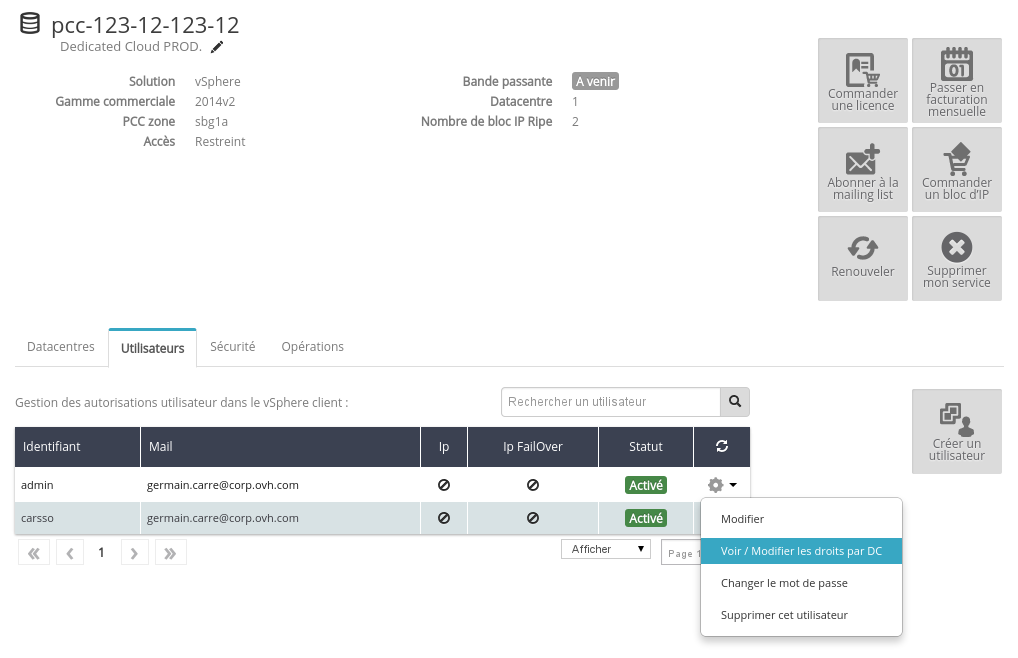 pcc-123-12-123-12
Dedicated Cloud PROD.
Solution vSphere
Gamme commerciale 2014v2
PCC zone sbg1a
Accès Restreint
Bande passante A venir
Datacentre 1
Nombre de bloc IP Ripe 2
Commander
une licence
01
Passer en
facturation
mensuelle
Abonner à la
mailing list
Commander
un bloc d'IP
Renouveler
Supprimer
mon service
Datacentres Utilisateurs Sécurité Opérations
Gestion des autorisations utilisateur dans le vSphere client :
Rechercher un utilisateur
Créer un
utilisateur
Identifiant Mail Ip Ip FailOver Statut
admin germain.carre@corp.ovh.com Activé
carsso germain.carre@corp.ovh.com Activé
« ‹ 1 › »
Afficher
Page 1
Modifier
Voir / Modifier les droits par DC
Changer le mot de passe
Supprimer cet utilisateur